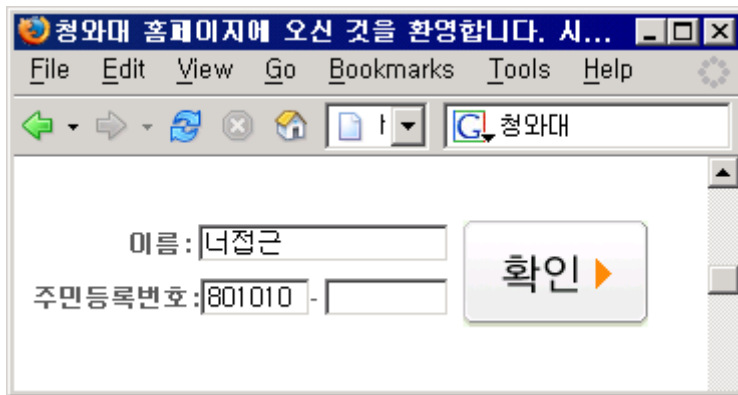 청와대 홈페이지에 오신 것을 환영합니다. 시...
File Edit View Go Bookmarks Tools Help
청와대
이름: 너접근
확인
주민등록번호: 801010 -